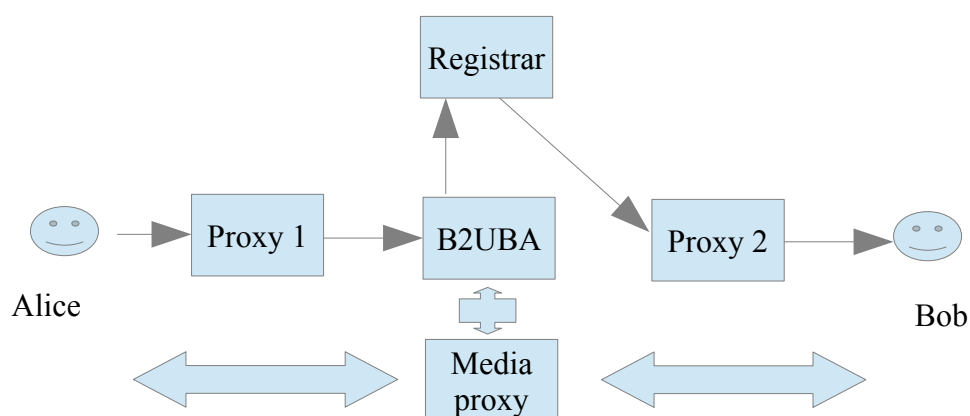 Registrar
Proxy 1
B2UBA
Proxy 2
Alice
Bob
Media
proxy